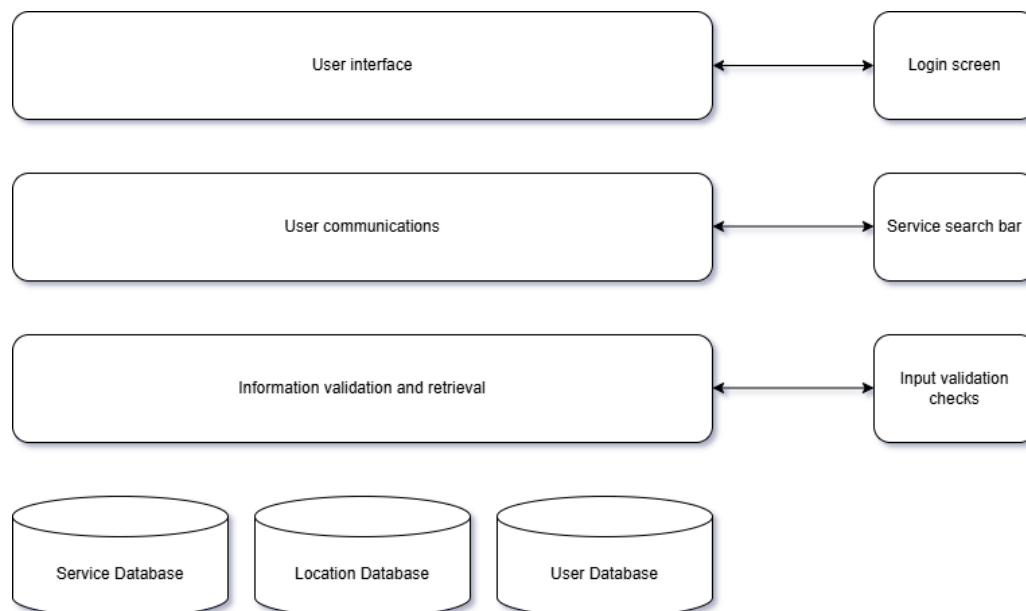 User interface
Login screen
User communications
Service search bar
Information validation and retrieval
Input validation
checks
Service Database
Location Database
User Database